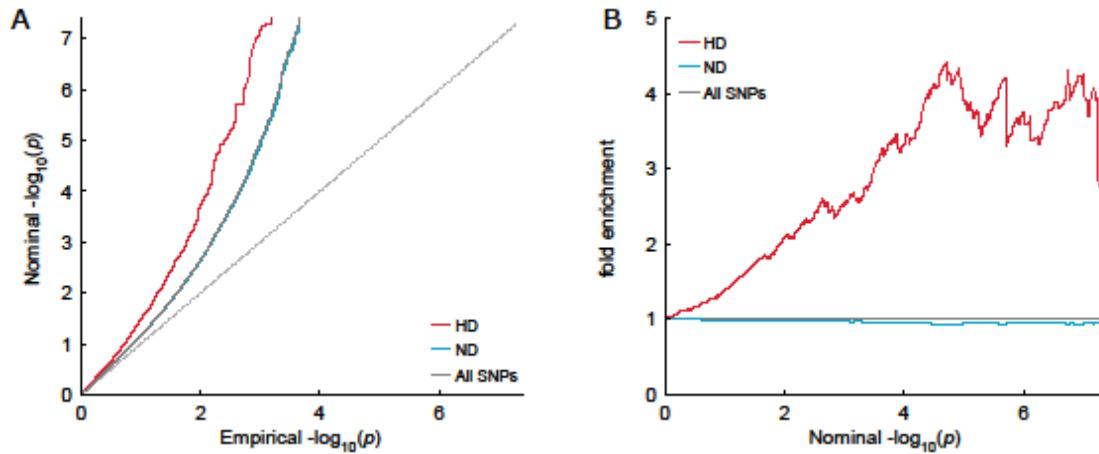 A
Nominal -log10(p)
7
6
5
4
3
2
1
0
0
2
4
6
Empirical -log10(p)
HD
ND
All SNPs
B
fold enrichment
5
4
3
2
1
0
0
2
4
6
Nominal -log10(p)
HD
ND
All SNPs